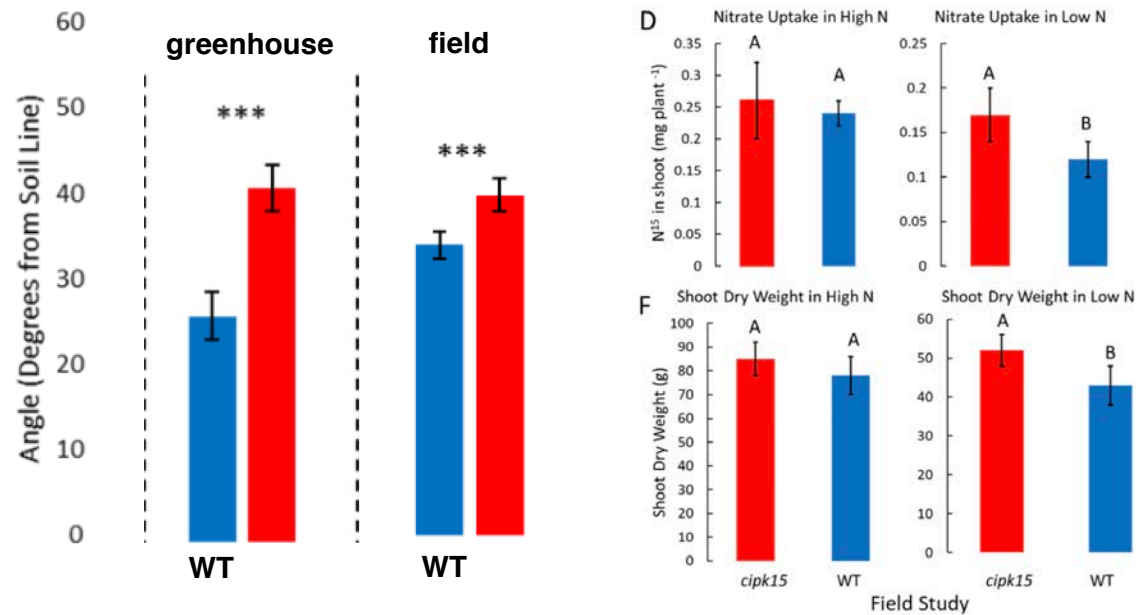 60
greenhouse
field
50
***
***
40
30
20
10
0
Angle (Degrees from Soil Line)
WT
WT
D
Nitrate Uptake in High N
Nitrate Uptake in Low N
0.35
0.3
0.25
0.2
0.15
0.1
0.05
0
A
A
N¹⁵ in shoot (mg plant ⁻¹)
0.25
0.2
0.15
0.1
0.05
0
A
B
F
Shoot Dry Weight in High N
Shoot Dry Weight in Low N
100
90
80
70
60
50
40
30
20
10
0
A
A
Shoot Dry Weight (g)
60
50
40
30
20
10
0
A
B
cipk15
WT
cipk15
WT
Field Study